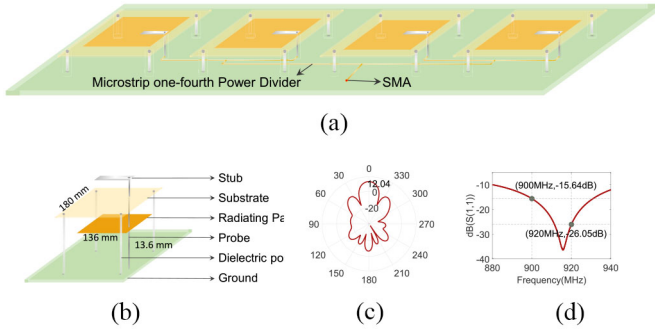 Microstrip one-fourth Power Divider
SMA
(a)
Stub
Substrate
Radiating Pa
Probe
Dielectric po
Ground
180 mm
136 mm
13.6 mm
(b)
0
30
330
12.04
60
0
300
-20
90
270
120
240
150
210
180
(c)
-10
-20
-30
-40
dB(S(1,1))
(900MHz,-15.64dB)
(920MHz,-26.05dB)
880
900
920
940
Frequency(MHz)
(d)